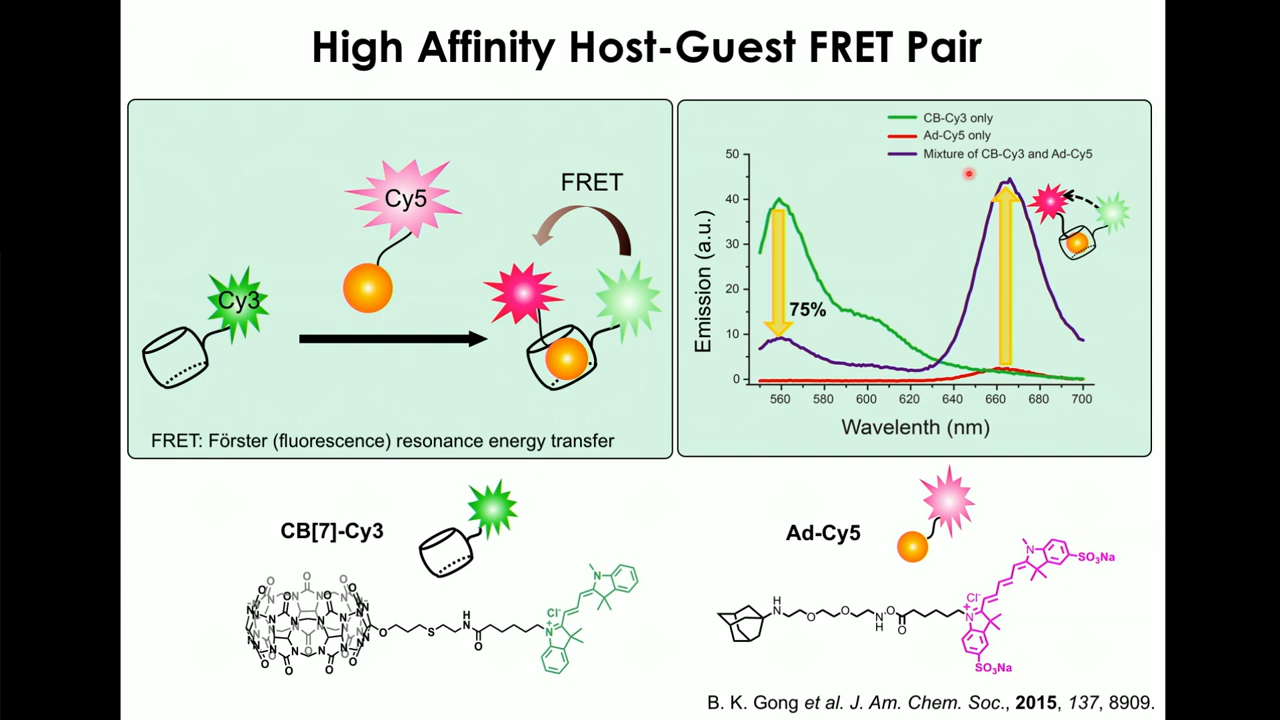 High Affinity Host-Guest FRET Pair
Cy3
Cy5
FRET
FRET: Förster (fluorescence) resonance energy transfer
CB-Cy3 only
Ad-Cy5 only
Mixture of CB-Cy3 and Ad-Cy5
Emission (a.u.)
50
40
30
20
10
0
75%
560 580 600 620 640 660 680 700
Wavelenth (nm)
CB[7]-Cy3
Ad-Cy5
O
S
H
N
O
N+
Cl-
N
H
N
O
O
N
H
O
O
N+
Cl-
N
SO3Na
SO3Na
B. K. Gong et al. J. Am. Chem. Soc., 2015, 137, 8909.